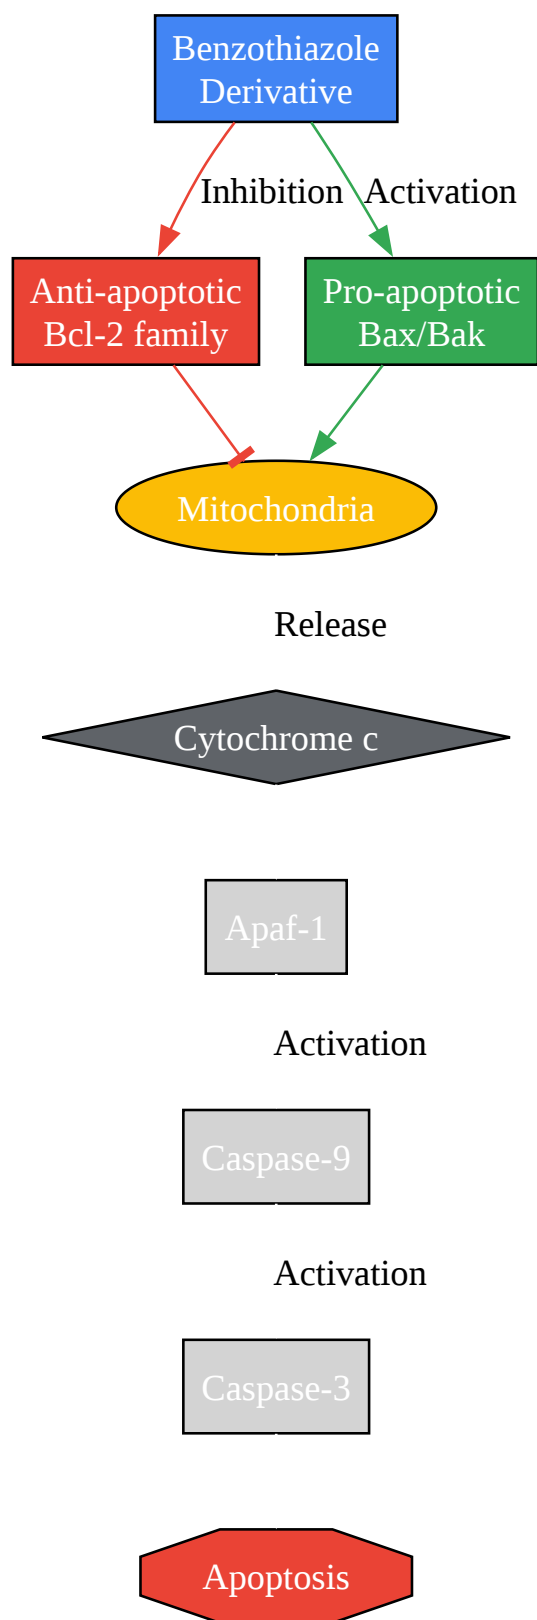 Benzothiazole
Derivative
Inhibition
Activation
Anti-apoptotic
Bcl-2 family
Pro-apoptotic
Bax/Bak
Mitochondria
Release
Cytochrome c
Apaf-1
Activation
Caspase-9
Activation
Caspase-3
Apoptosis